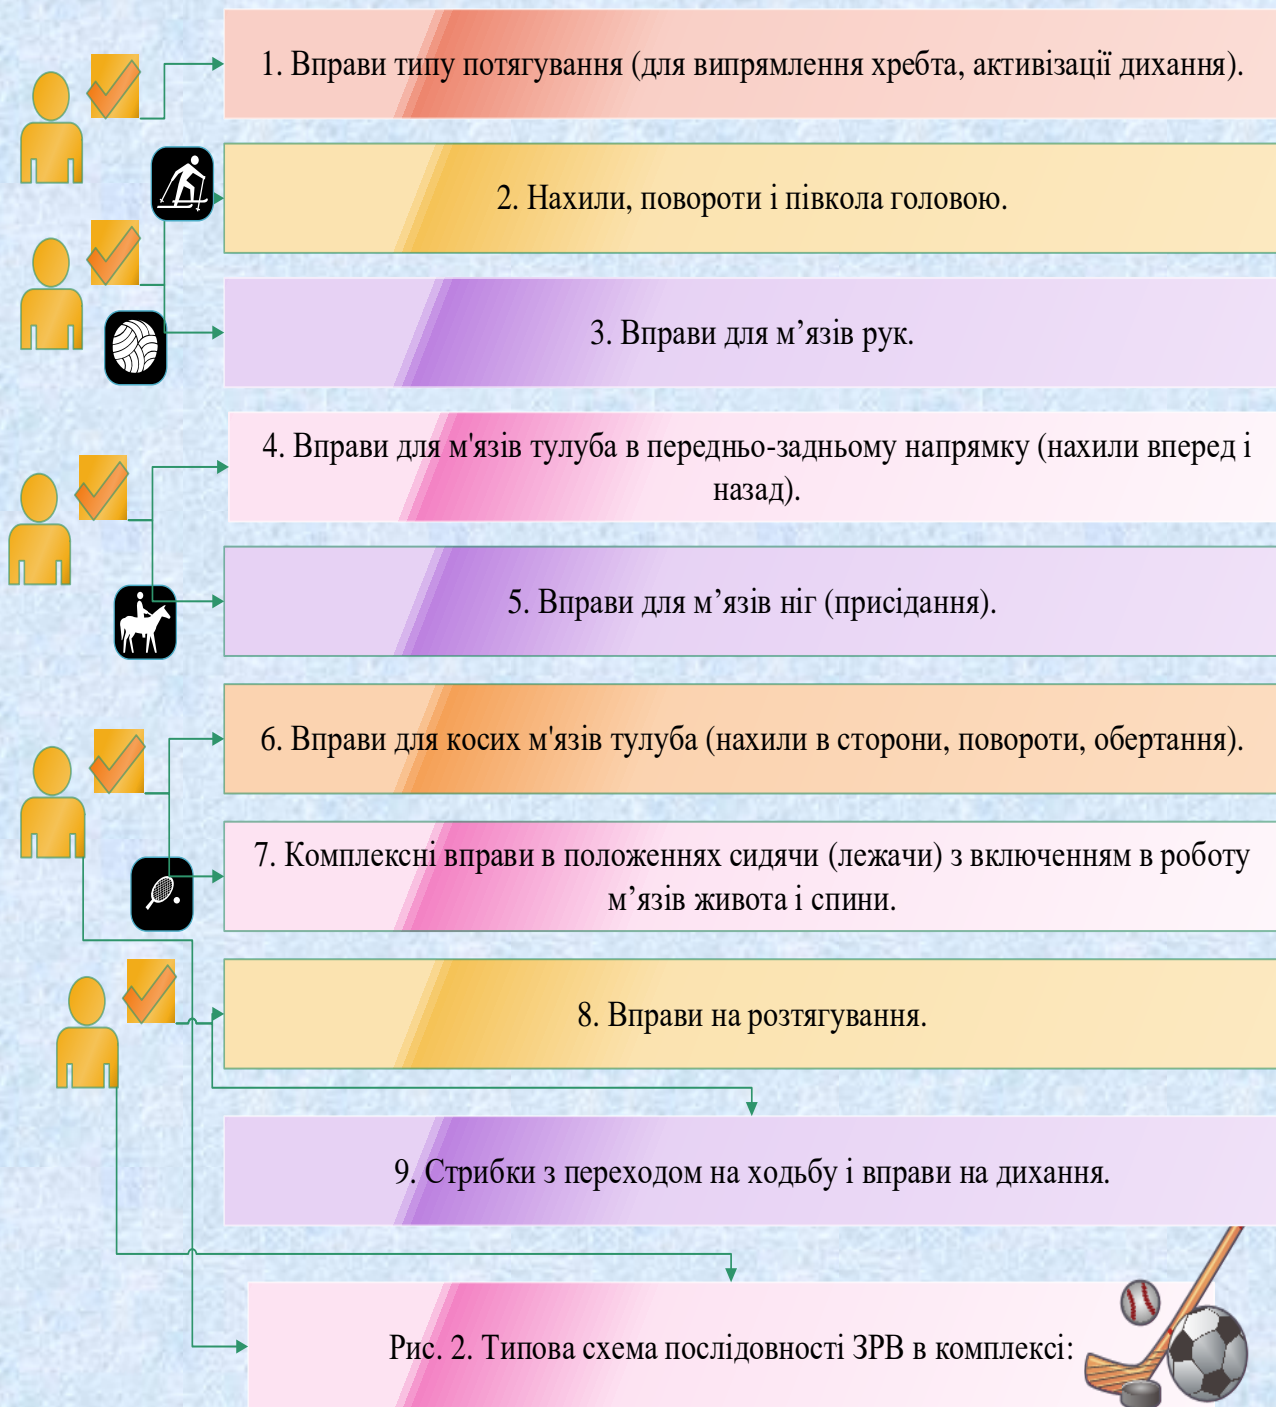 1. Вправи типу потягування (для випрямлення хребта, активізації дихання).
2. Нахили, повороти і півкола головою.
3. Вправи для м’язів рук.
4. Вправи для м'язів тулуба в передньо-задньому напрямку (нахили вперед і
назад).
5. Вправи для м’язів ніг (присідання).
6. Вправи для косих м'язів тулуба (нахили в сторони, повороти, обертання).
7. Комплексні вправи в положеннях сидячи (лежачи) з включенням в роботу
м’язів живота і спини.
8. Вправи на розтягування.
9. Стрибки з переходом на ходьбу і вправи на дихання.
Рис. 2. Типова схема послідовності ЗРВ в комплексі: